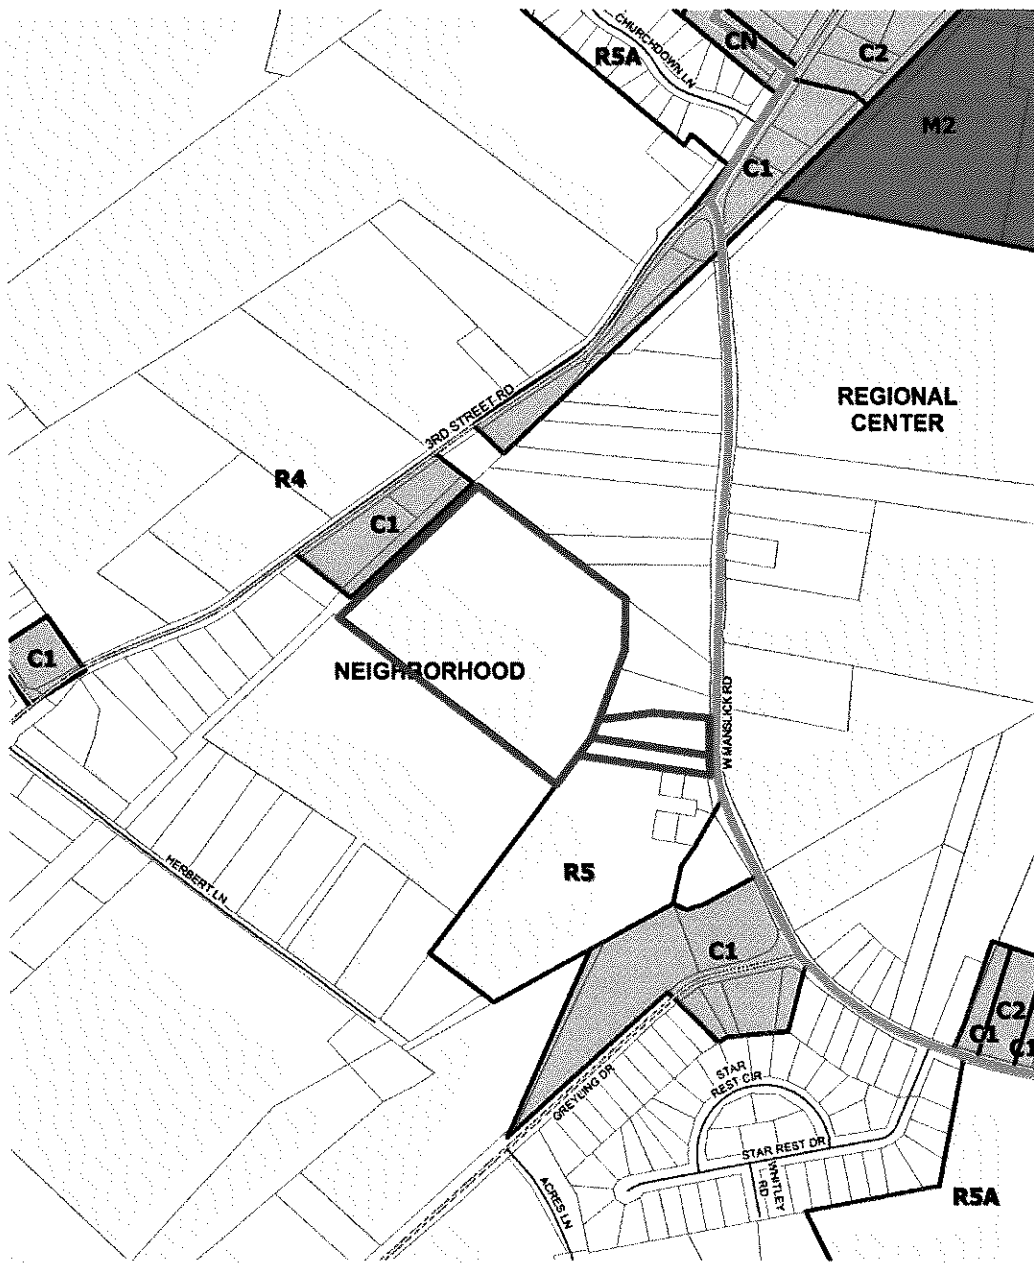 CHURCHDOWN LN
R5A
CN
C2
M2
C1
REGIONAL
CENTER
3RD STREET RD
R4
C1
C1
NEIGHBORHOOD
W MANSLICK RD
HERBERT LN
R5
C1
C2
C1
C1
GREYLING DR
STAR
REST CIR
STAR REST DR
WHITLEY
RD
ACRES LN
R5A